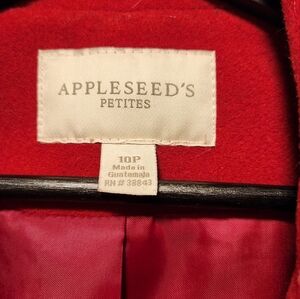 APPLESEED'S
PETITES
10P
Made in
Guatemala
RN # 38843